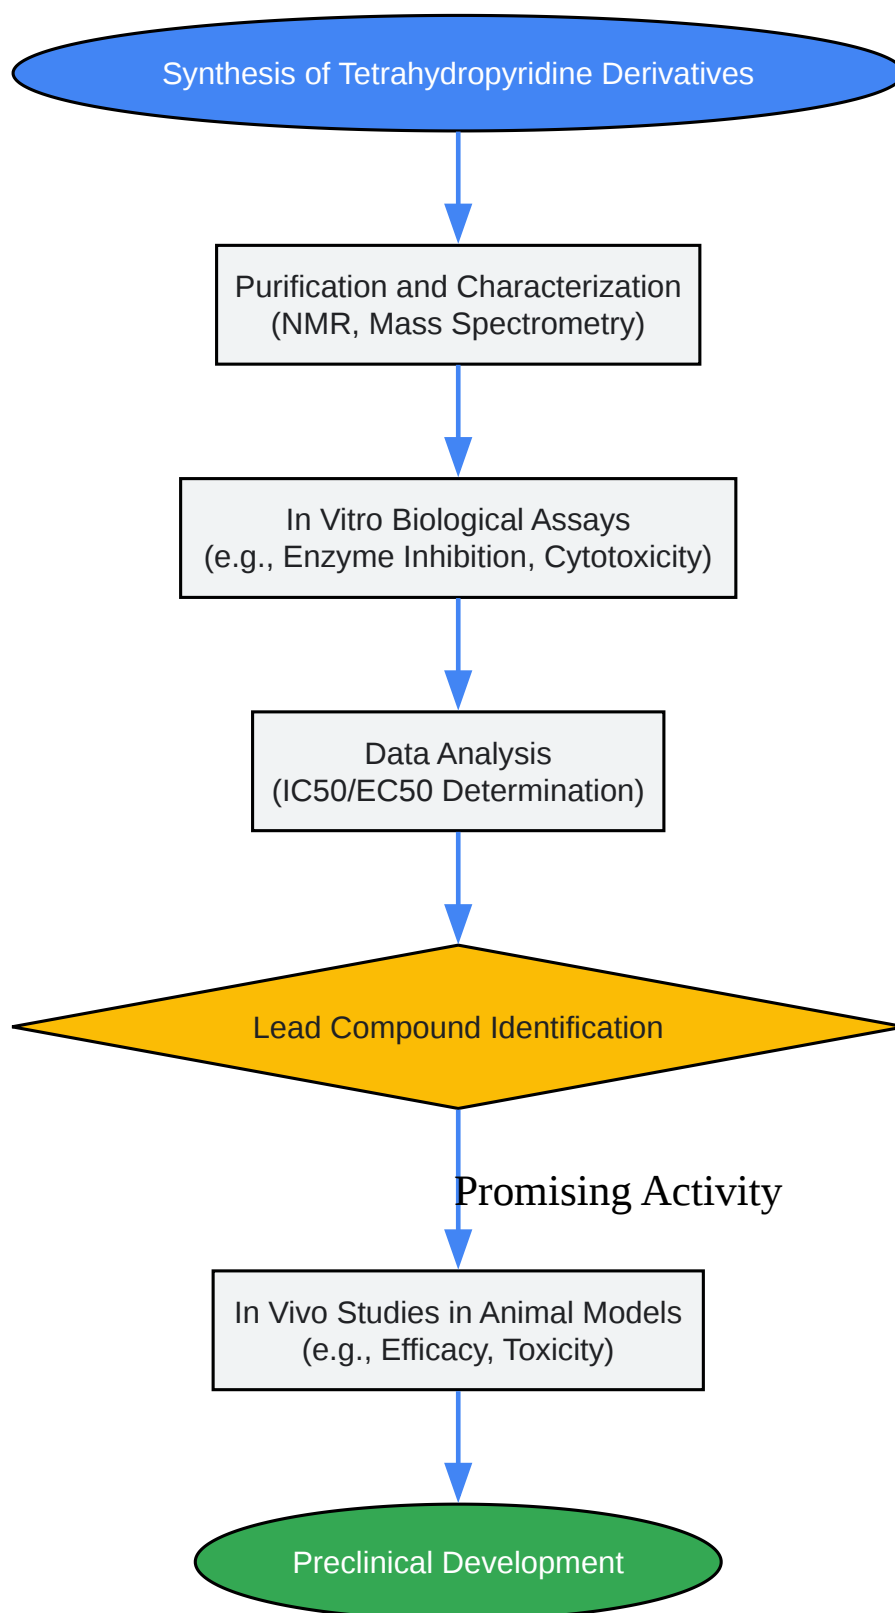 Synthesis of Tetrahydropyridine Derivatives
Purification and Characterization
(NMR, Mass Spectrometry)
In Vitro Biological Assays
(e.g., Enzyme Inhibition, Cytotoxicity)
Data Analysis
(IC50/EC50 Determination)
Lead Compound Identification
Promising Activity
In Vivo Studies in Animal Models
(e.g., Efficacy, Toxicity)
Preclinical Development